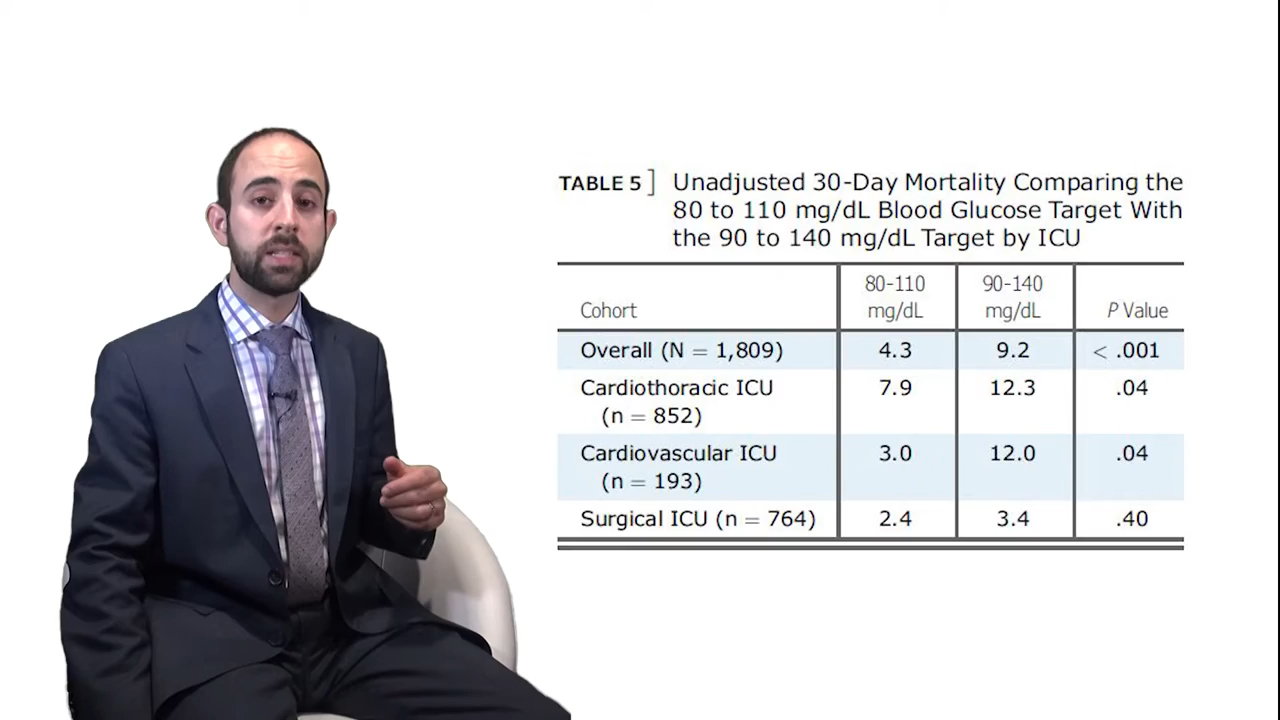 TABLE 5 ] Unadjusted 30-Day Mortality Comparing the
80 to 110 mg/dL Blood Glucose Target With
the 90 to 140 mg/dL Target by ICU
Cohort 80-110 mg/dL 90-140 mg/dL P Value
Overall (N = 1,809) 4.3 9.2 < .001
Cardiothoracic ICU 7.9 12.3 .04
(n = 852)
Cardiovascular ICU 3.0 12.0 .04
(n = 193)
Surgical ICU (n = 764) 2.4 3.4 .40